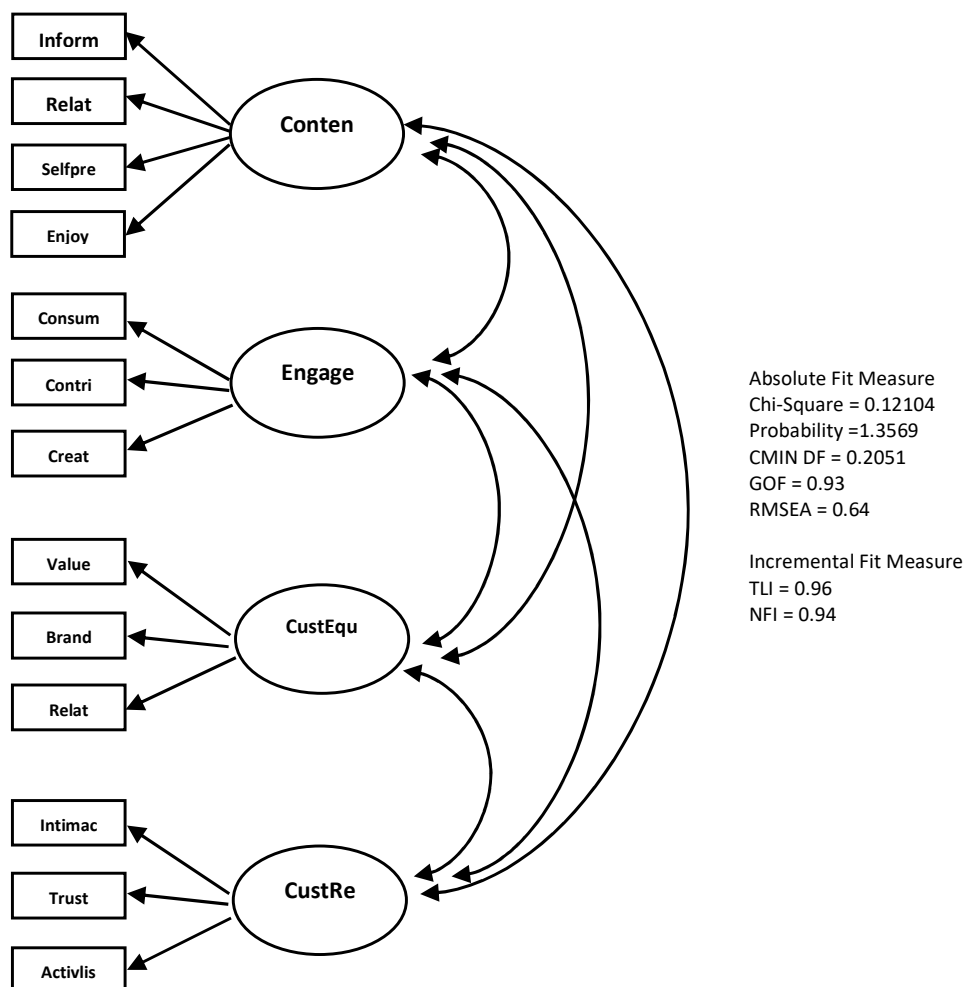 Inform
Relat
Selfpre
Enjoy
Conten
Consum
Contri
Creat
Engage
Value
Brand
Relat
CustEqu
Intimac
Trust
Activlis
CustRe
Absolute Fit Measure
Chi-Square = 0.12104
Probability =1.3569
CMIN DF = 0.2051
GOF = 0.93
RMSEA = 0.64
Incremental Fit Measure
TLI = 0.96
NFI = 0.94